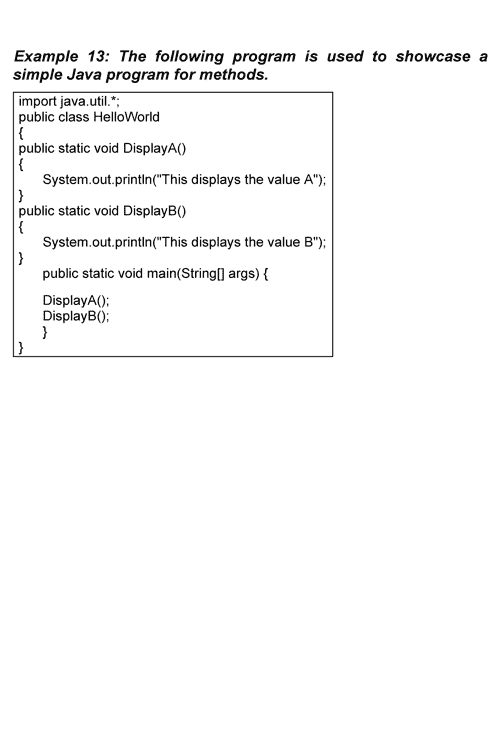 Example 13: The following program is used to showcase a
simple Java program for methods.
import java.util.*;
public class HelloWorld
{
public static void DisplayA()
{
System.out.println("This displays the value A");
}
public static void DisplayB()
{
System.out.println("This displays the value B");
}
public static void main(String[] args) {
DisplayA();
DisplayB();
}
}